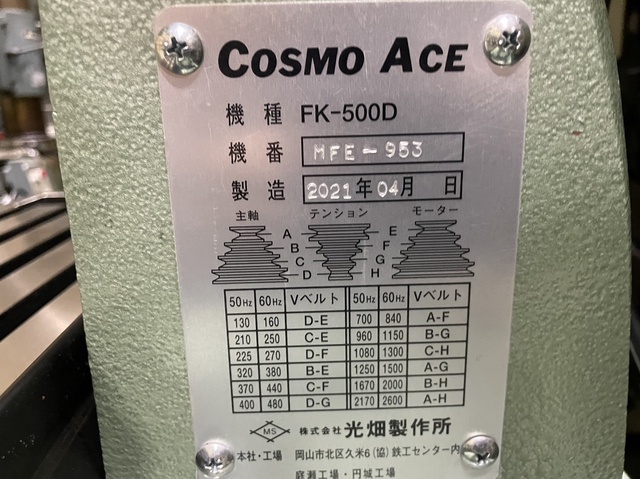 COSMO ACE
機種 FK-500D
機番 MFE-953
製造 2021年04月 日
主軸 テンション モーター
A E
B F
C G
D H
50Hz 60Hz Vベルト 50Hz 60Hz Vベルト
130 160 D-E 700 840 A-F
210 250 C-E 960 1150 B-G
225 270 D-F 1080 1300 C-H
320 380 B-E 1250 1500 A-G
370 440 C-F 1670 2000 B-H
400 480 D-G 2170 2600 A-H
MS 株式会社 光畑製作所
本社・工場 岡山市北区久米6(協)鉄工センター内
庭瀬工場・円城工場